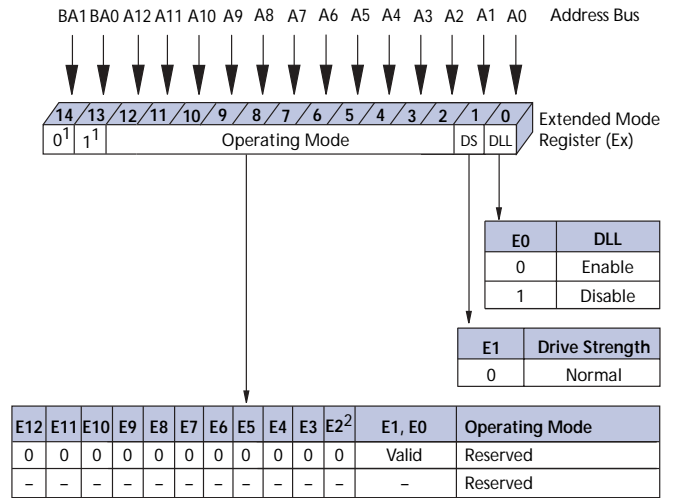 BA1 BA0 A12 A11 A10 A9 A8 A7 A6 A5 A4 A3 A2 A1 A0 Address Bus
14 13 12 11 10 9 8 7 6 5 4 3 2 1 0
Extended Mode
Register (Ex)
0¹ 1¹ Operating Mode DS DLL
E0 DLL
0 Enable
1 Disable
E1 Drive Strength
0 Normal
E12 E11 E10 E9 E8 E7 E6 E5 E4 E3 E2² E1, E0 Operating Mode
0 0 0 0 0 0 0 0 0 0 0 Valid Reserved
– – – – – – – – – – – – Reserved